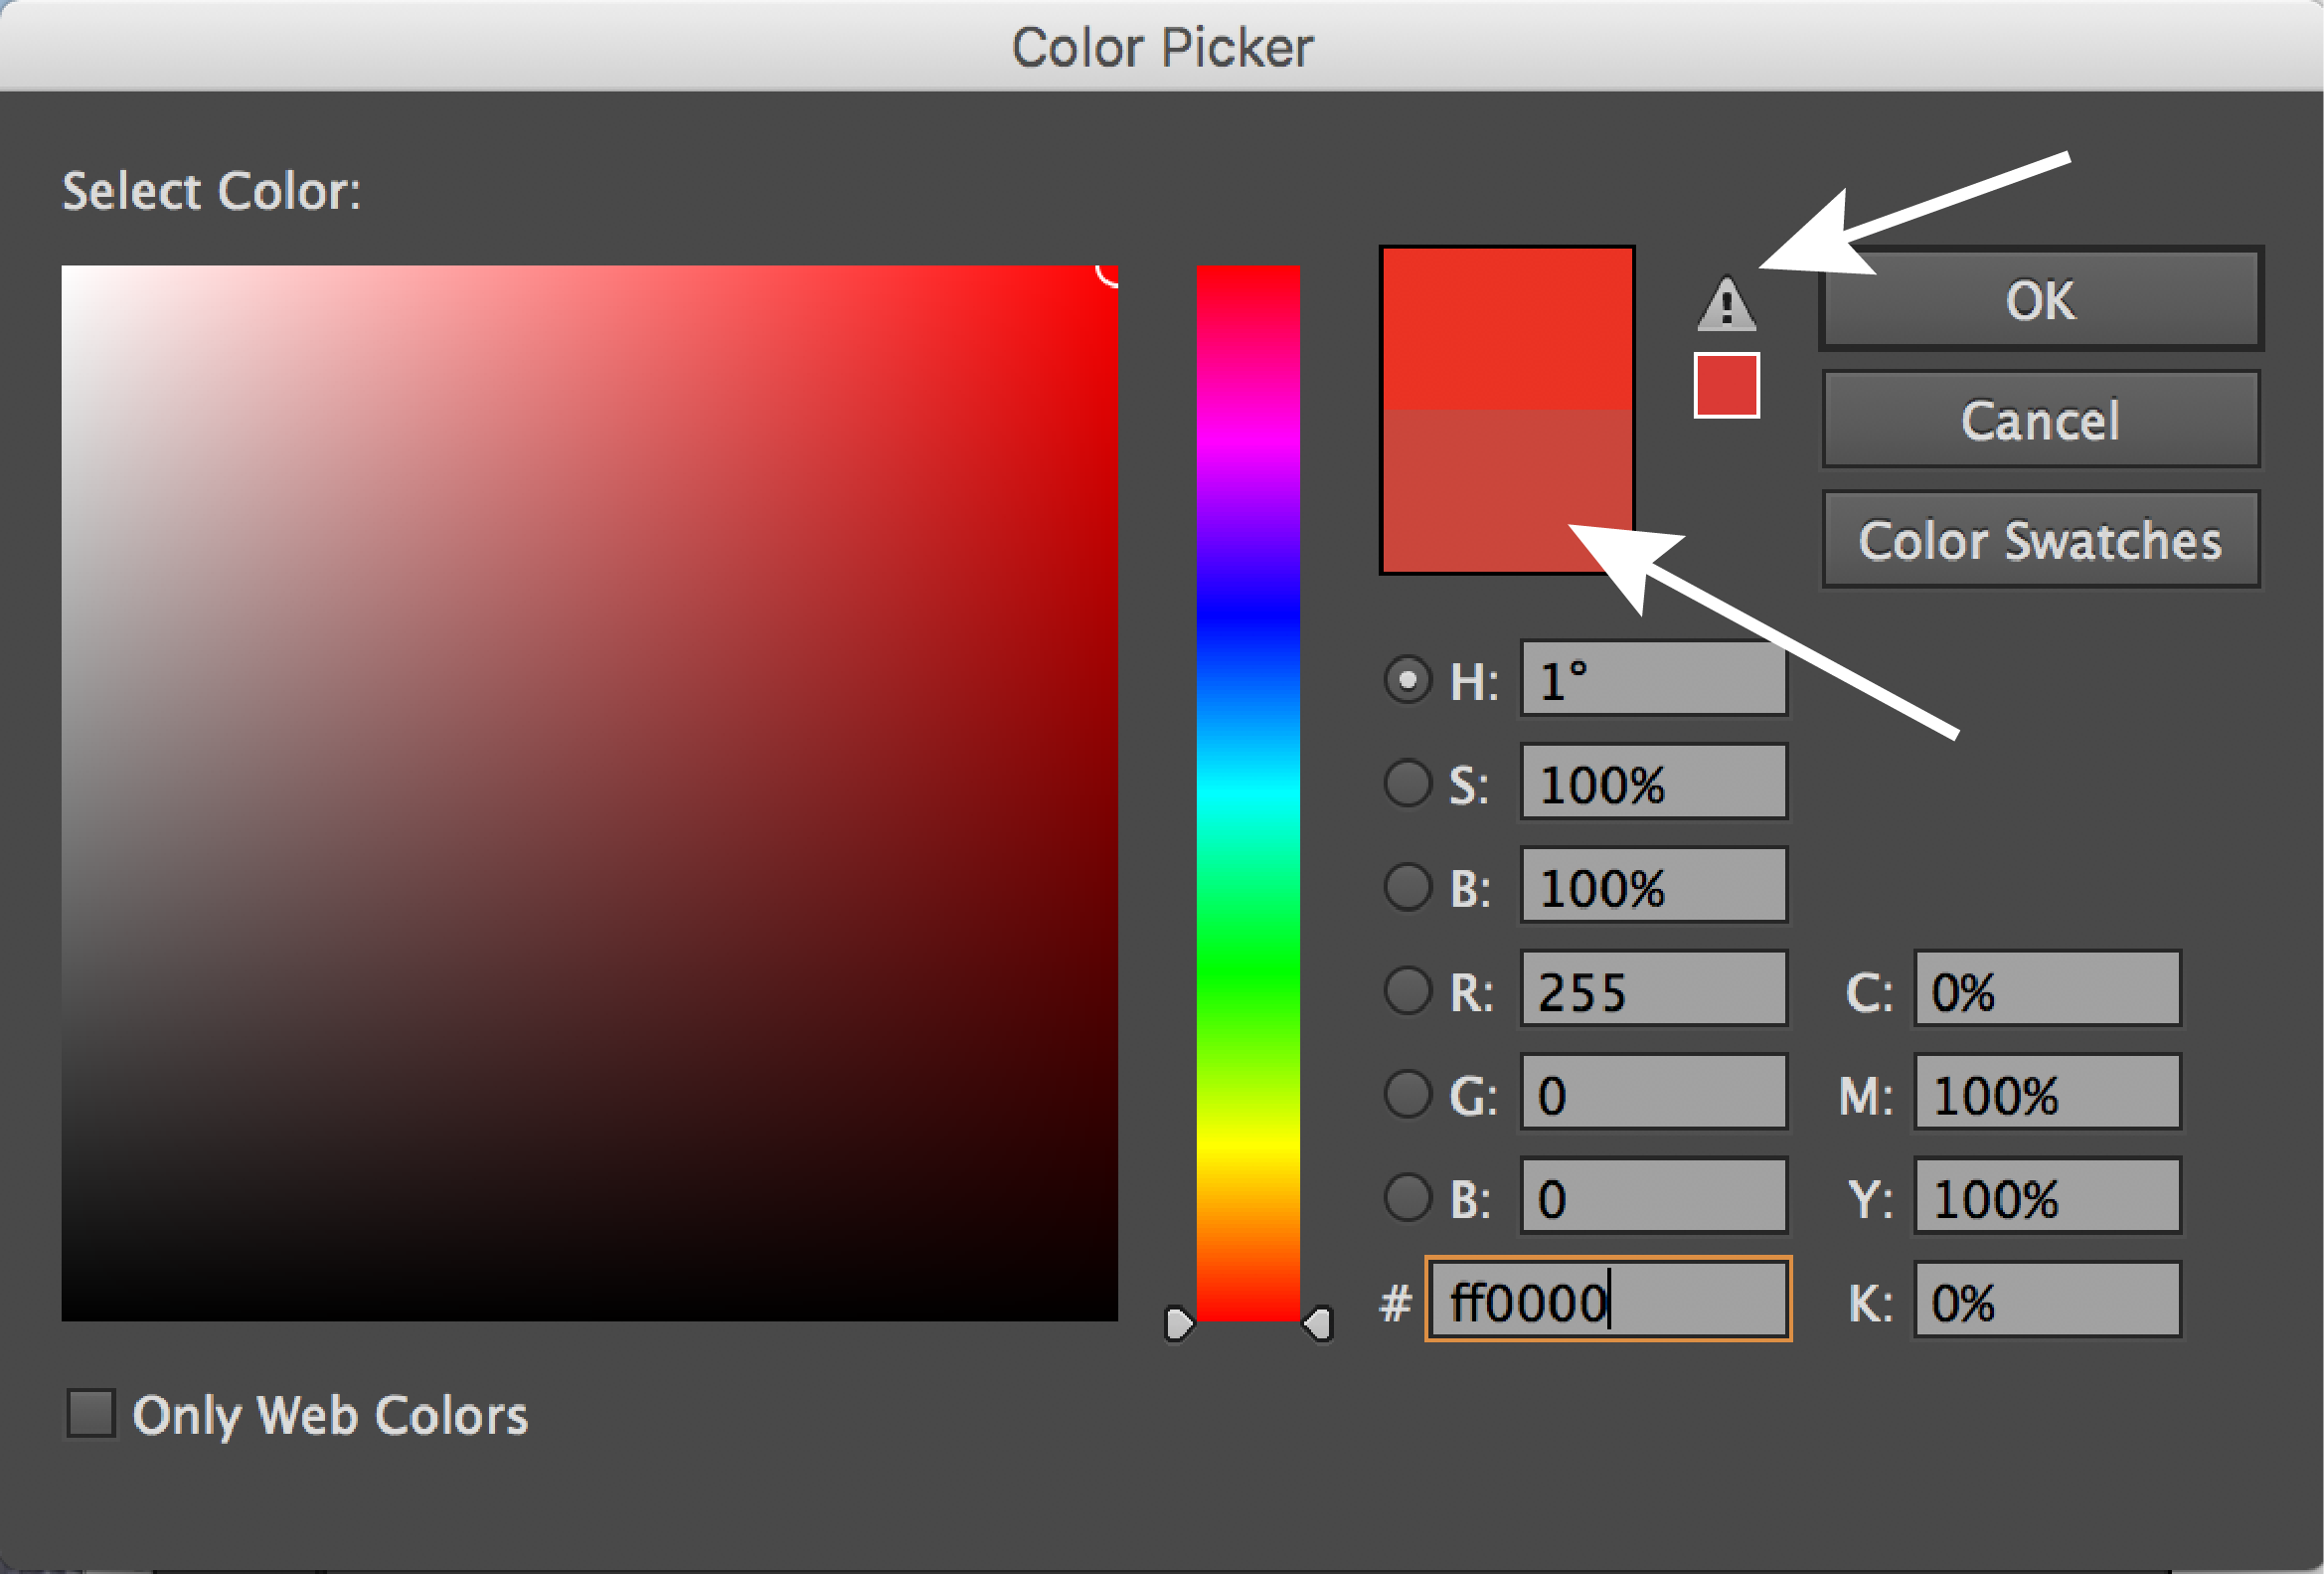 Color Picker
Select Color:
OK
Cancel
Color Swatches
H: 1°
S: 100%
B: 100%
R: 255 C: 0%
G: 0 M: 100%
B: 0 Y: 100%
# ff0000 K: 0%
Only Web Colors